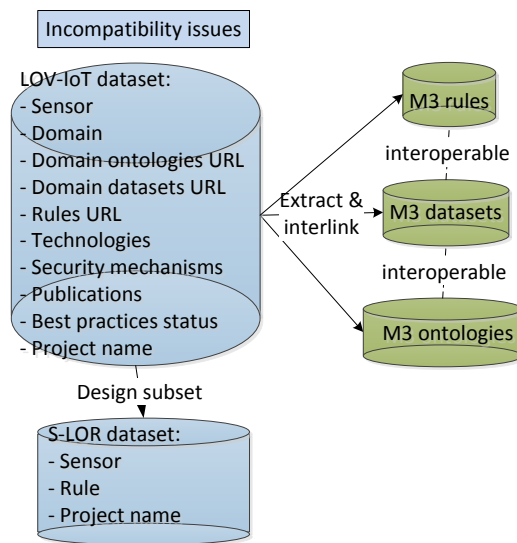 Incompatibility issues
LOV-IoT dataset:
- Sensor
- Domain
- Domain ontologies URL
- Domain datasets URL
- Rules URL
- Technologies
- Security mechanisms
- Publications
- Best practices status
- Project name
Design subset
S-LOR dataset:
- Sensor
- Rule
- Project name
Extract &
interlink
M3 rules
interoperable
M3 datasets
interoperable
M3 ontologies